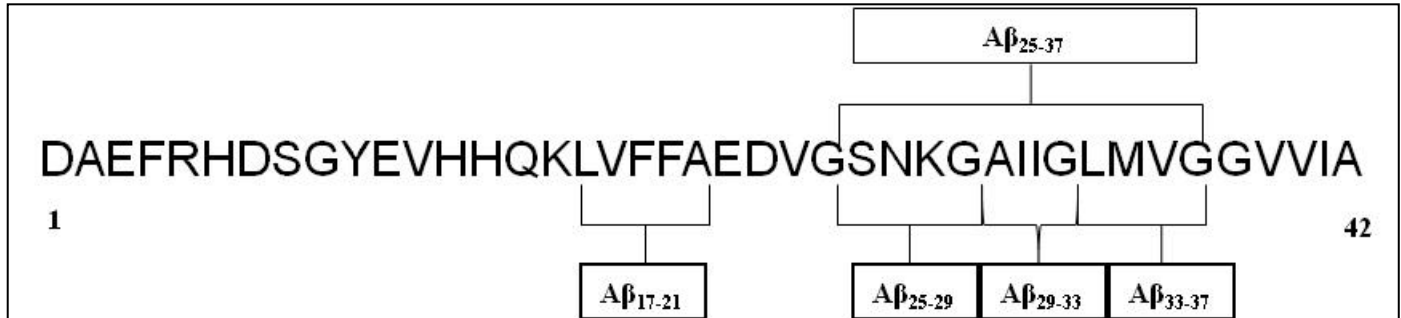 Aβ25-37
DAEFRHDSGYEVHHQKLVFFAEDVGSNKGAIIGLMVGGVVIA
1 42
Aβ17-21 Aβ25-29 Aβ29-33 Aβ33-37